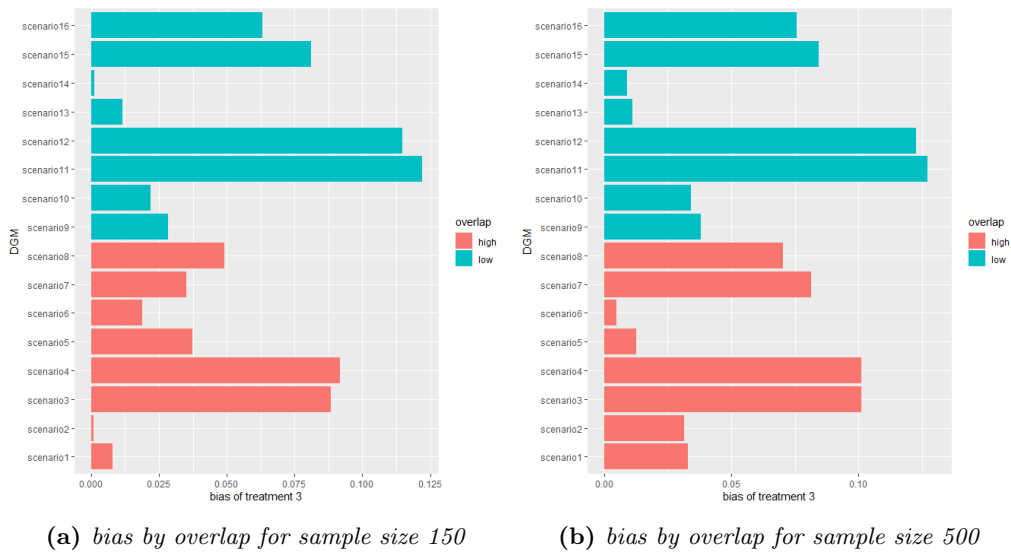 scenario16
scenario15
scenario14
scenario13
scenario12
scenario11
scenario10
scenario9
scenario8
scenario7
scenario6
scenario5
scenario4
scenario3
scenario2
scenario1
DGM
0.000 0.025 0.050 0.075 0.100 0.125
bias of treatment 3
overlap
high
low
(a) bias by overlap for sample size 150
scenario16
scenario15
scenario14
scenario13
scenario12
scenario11
scenario10
scenario9
scenario8
scenario7
scenario6
scenario5
scenario4
scenario3
scenario2
scenario1
DGM
0.00 0.05 0.10
bias of treatment 3
overlap
high
low
(b) bias by overlap for sample size 500